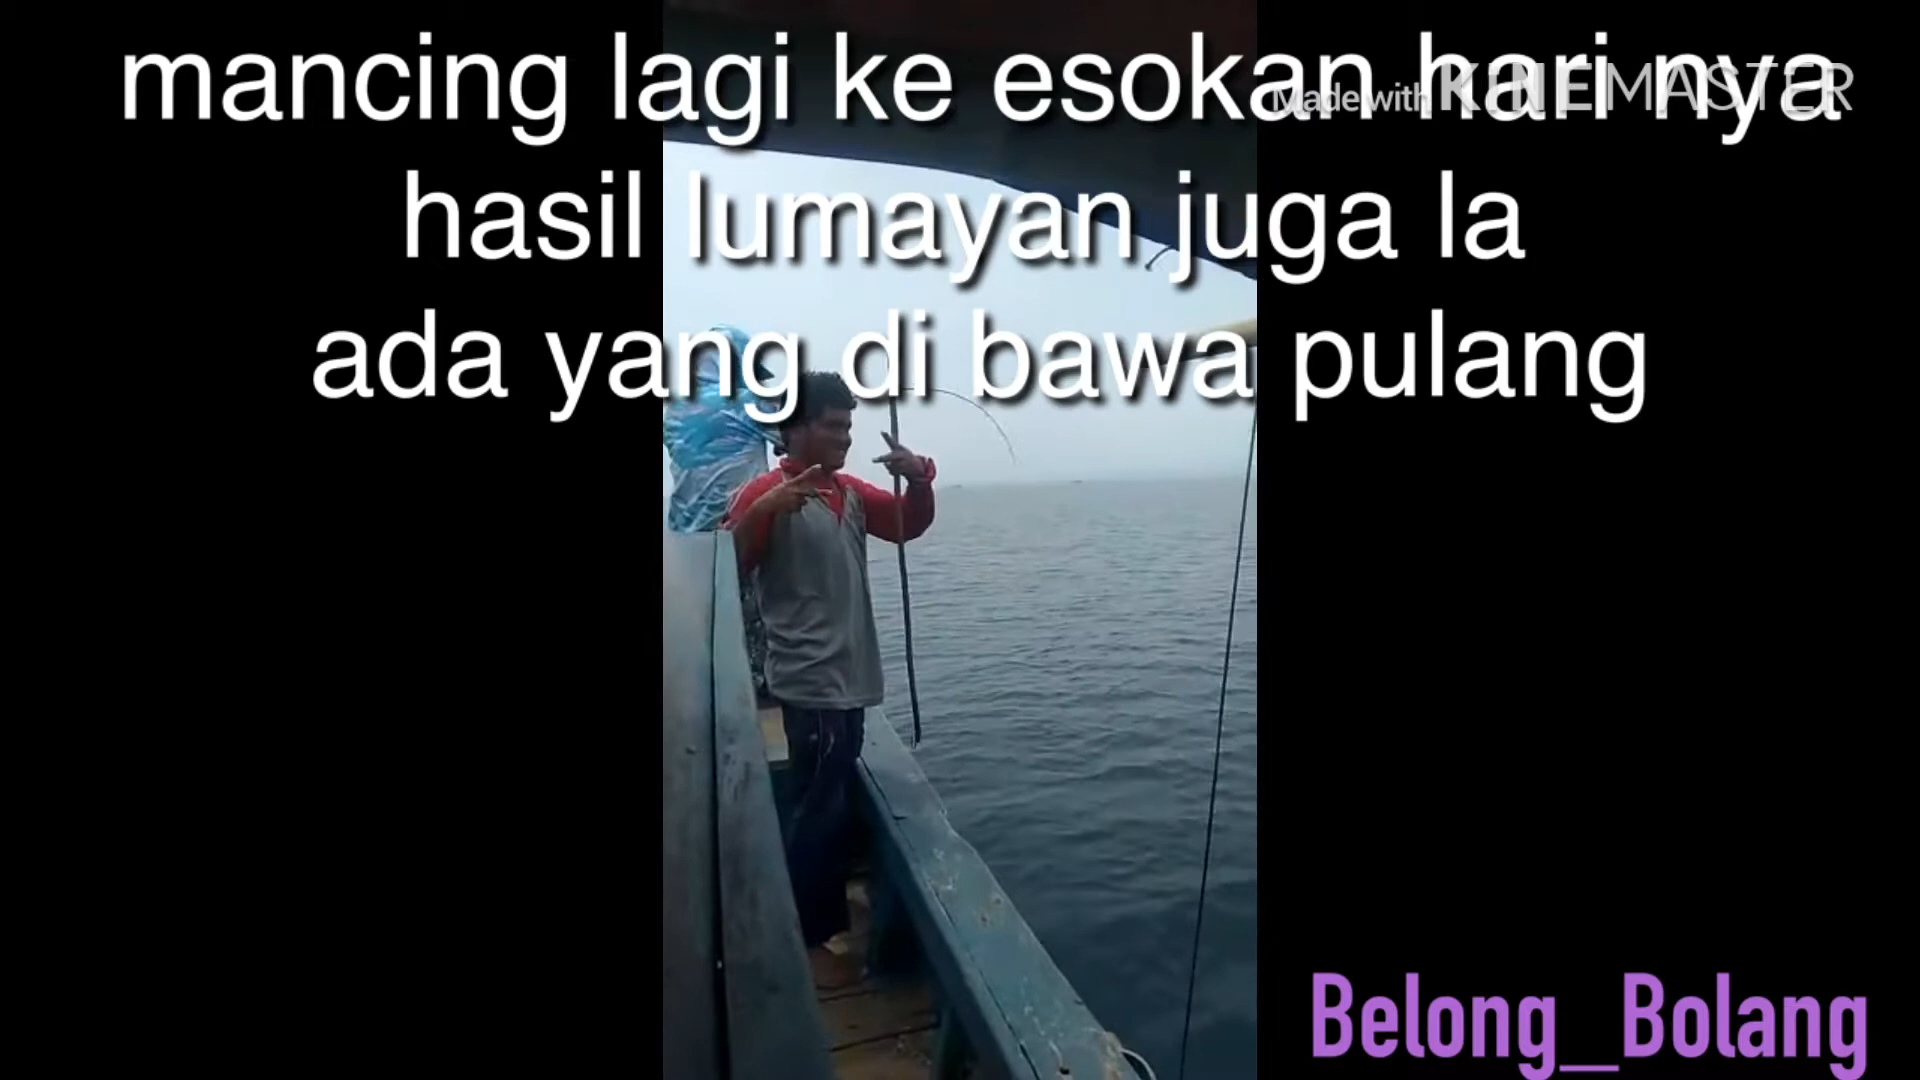 mancing lagi ke esokan hari nya
Made with KINEMASTER
hasil lumayan juga la
ada yang di bawa pulang
Belong_Bolang